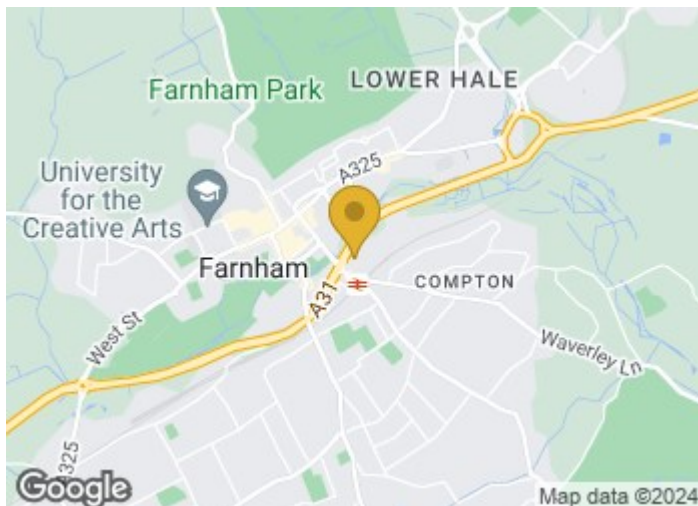 LOWER HALE
Farnham Park
A325
University
for the
Creative Arts
Farnham
COMPTON
A31
West St
Waverley Ln
A325
Google
Map data ©2024